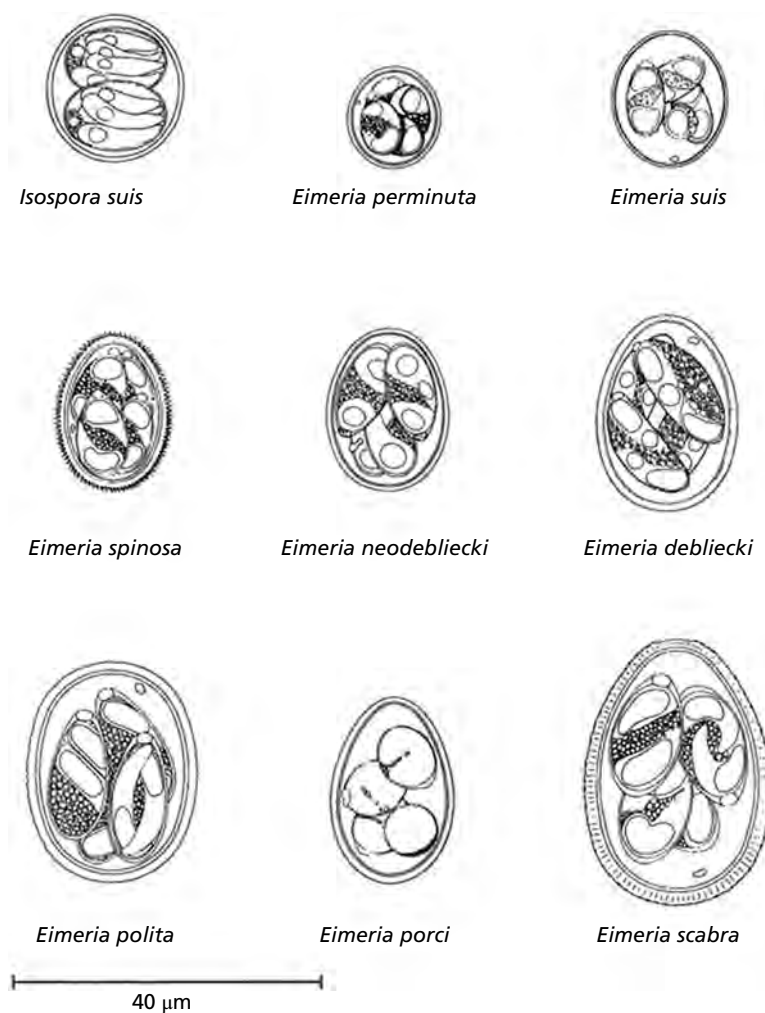 Isospora suis
Eimeria perminuta
Eimeria suis
Eimeria spinosa
Eimeria neodebliecki
Eimeria debliecki
Eimeria polita
Eimeria porci
Eimeria scabra
40 μm